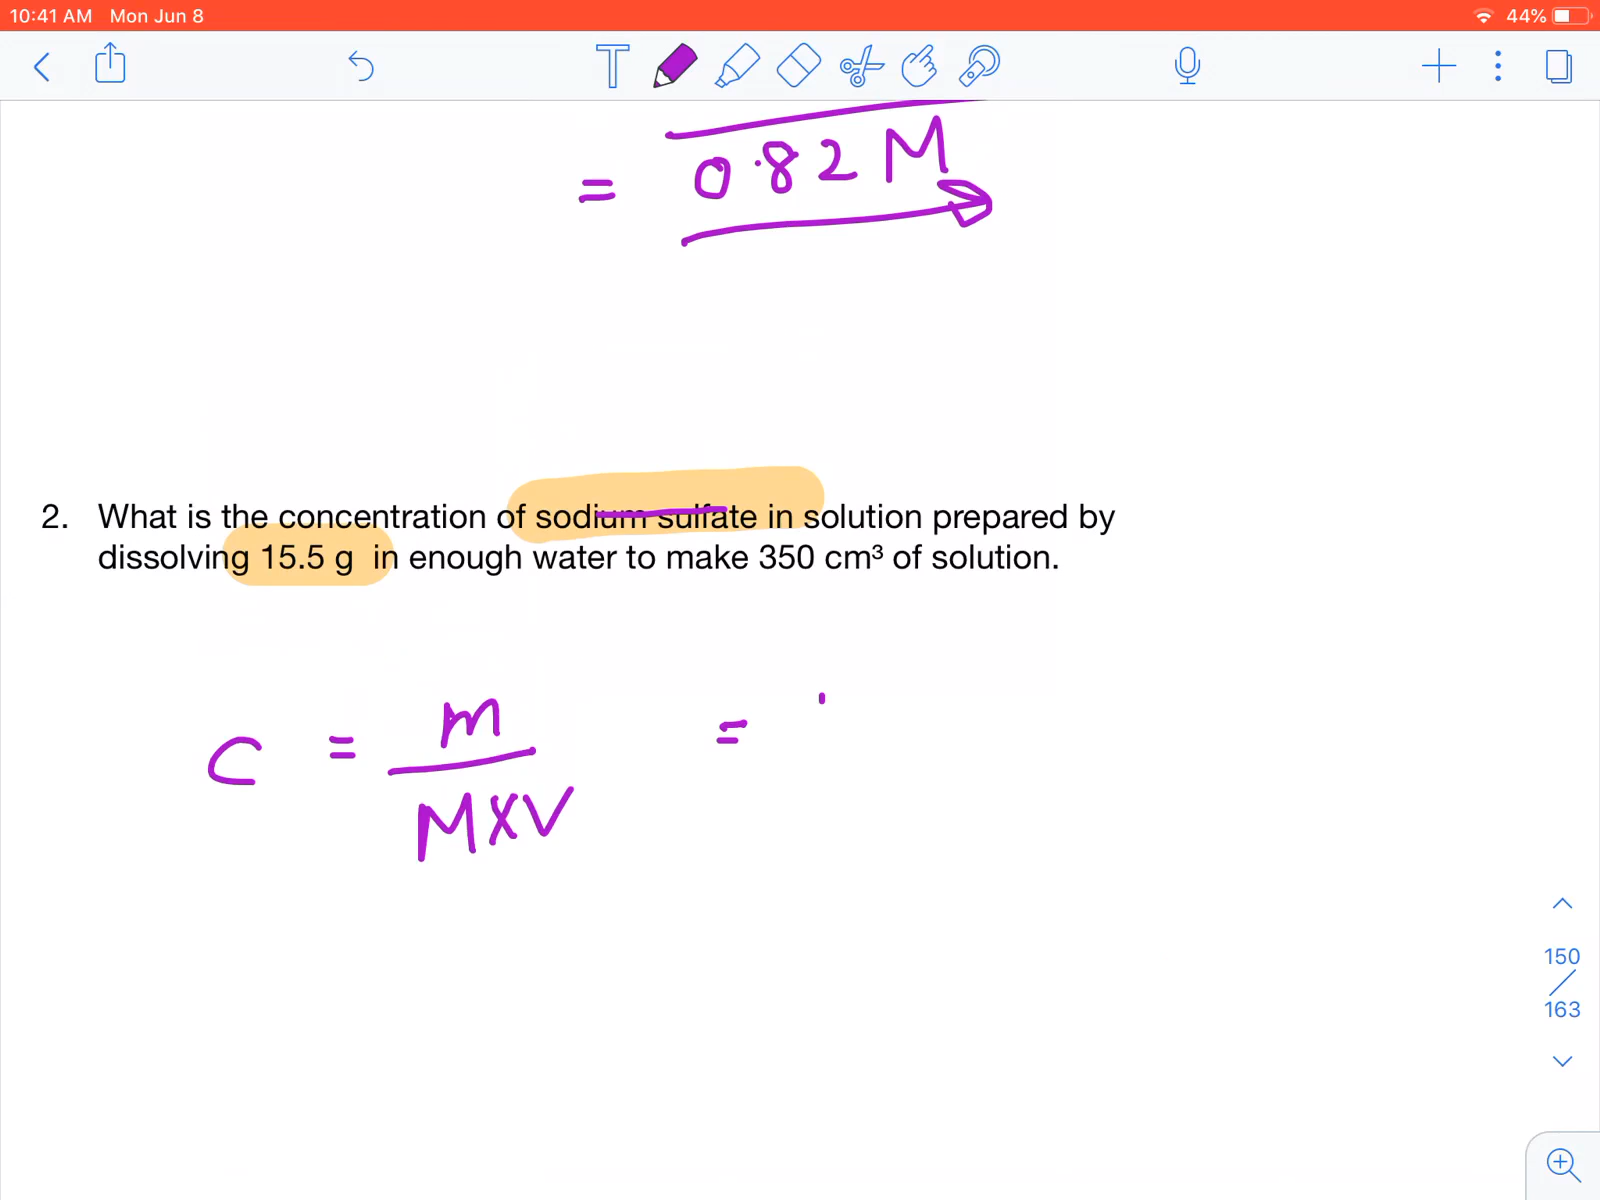 10:41 AM Mon Jun 8 44%
T
= 0.82 M
2. What is the concentration of sodium sulfate in solution prepared by
dissolving 15.5 g in enough water to make 350 cm³ of solution.
C = m =
M×V
150
163